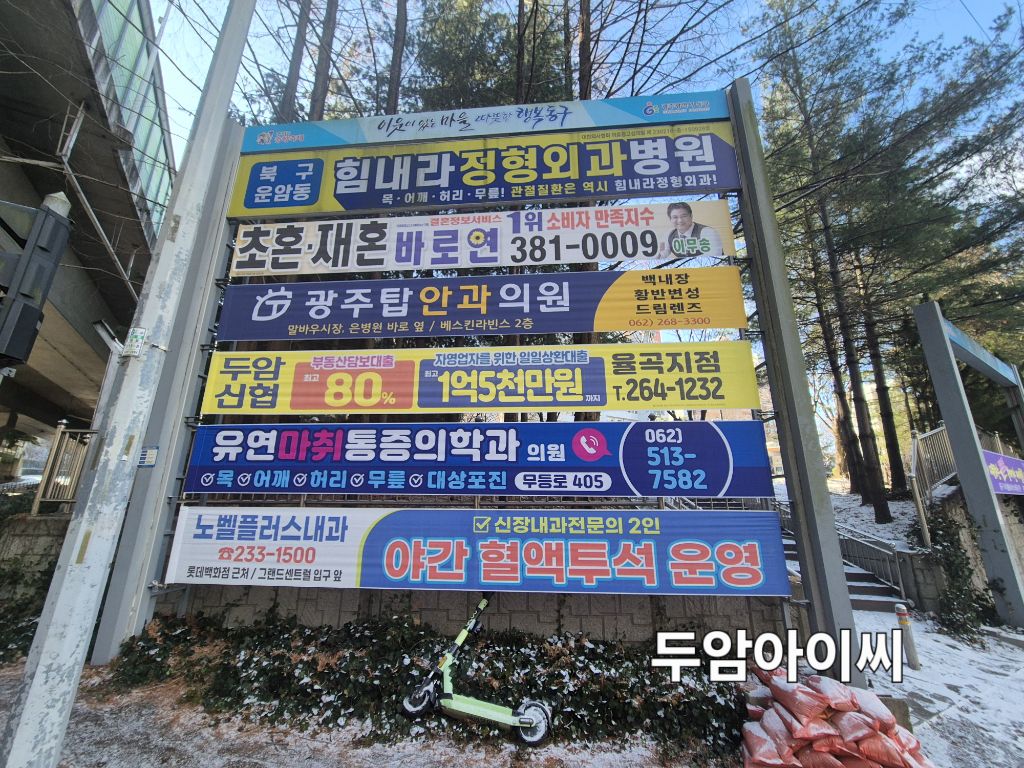 이웃이 있는 마을 따뜻한 행복동구
북구
운암동
힘내라정형외과병원
목·어깨·허리·무릎! 관절질환은 역시 힘내라정형외과!
초혼·재혼 바로연
결혼정보서비스
1위 소비자 만족지수
381-0009
이무송
광주탑안과의원
말바우시장, 은병원 바로 옆 / 베스킨라빈스 2층
백내장
황반변성
드림렌즈
062) 268-3300
두암
신협
부동산담보대출
최고 80%
자영업자를 위한 일일상환대출
최고 1억5천만원 까지
율곡지점
T.264-1232
유연마취통증의학과 의원
목 어깨 허리 무릎 대상포진
무등로 405
062)
513-
7582
노벨플러스내과
☎233-1500
롯데백화점 근처 / 그랜드센트럴 입구 앞
신장내과전문의 2인
야간 혈액투석 운영
두암아이씨